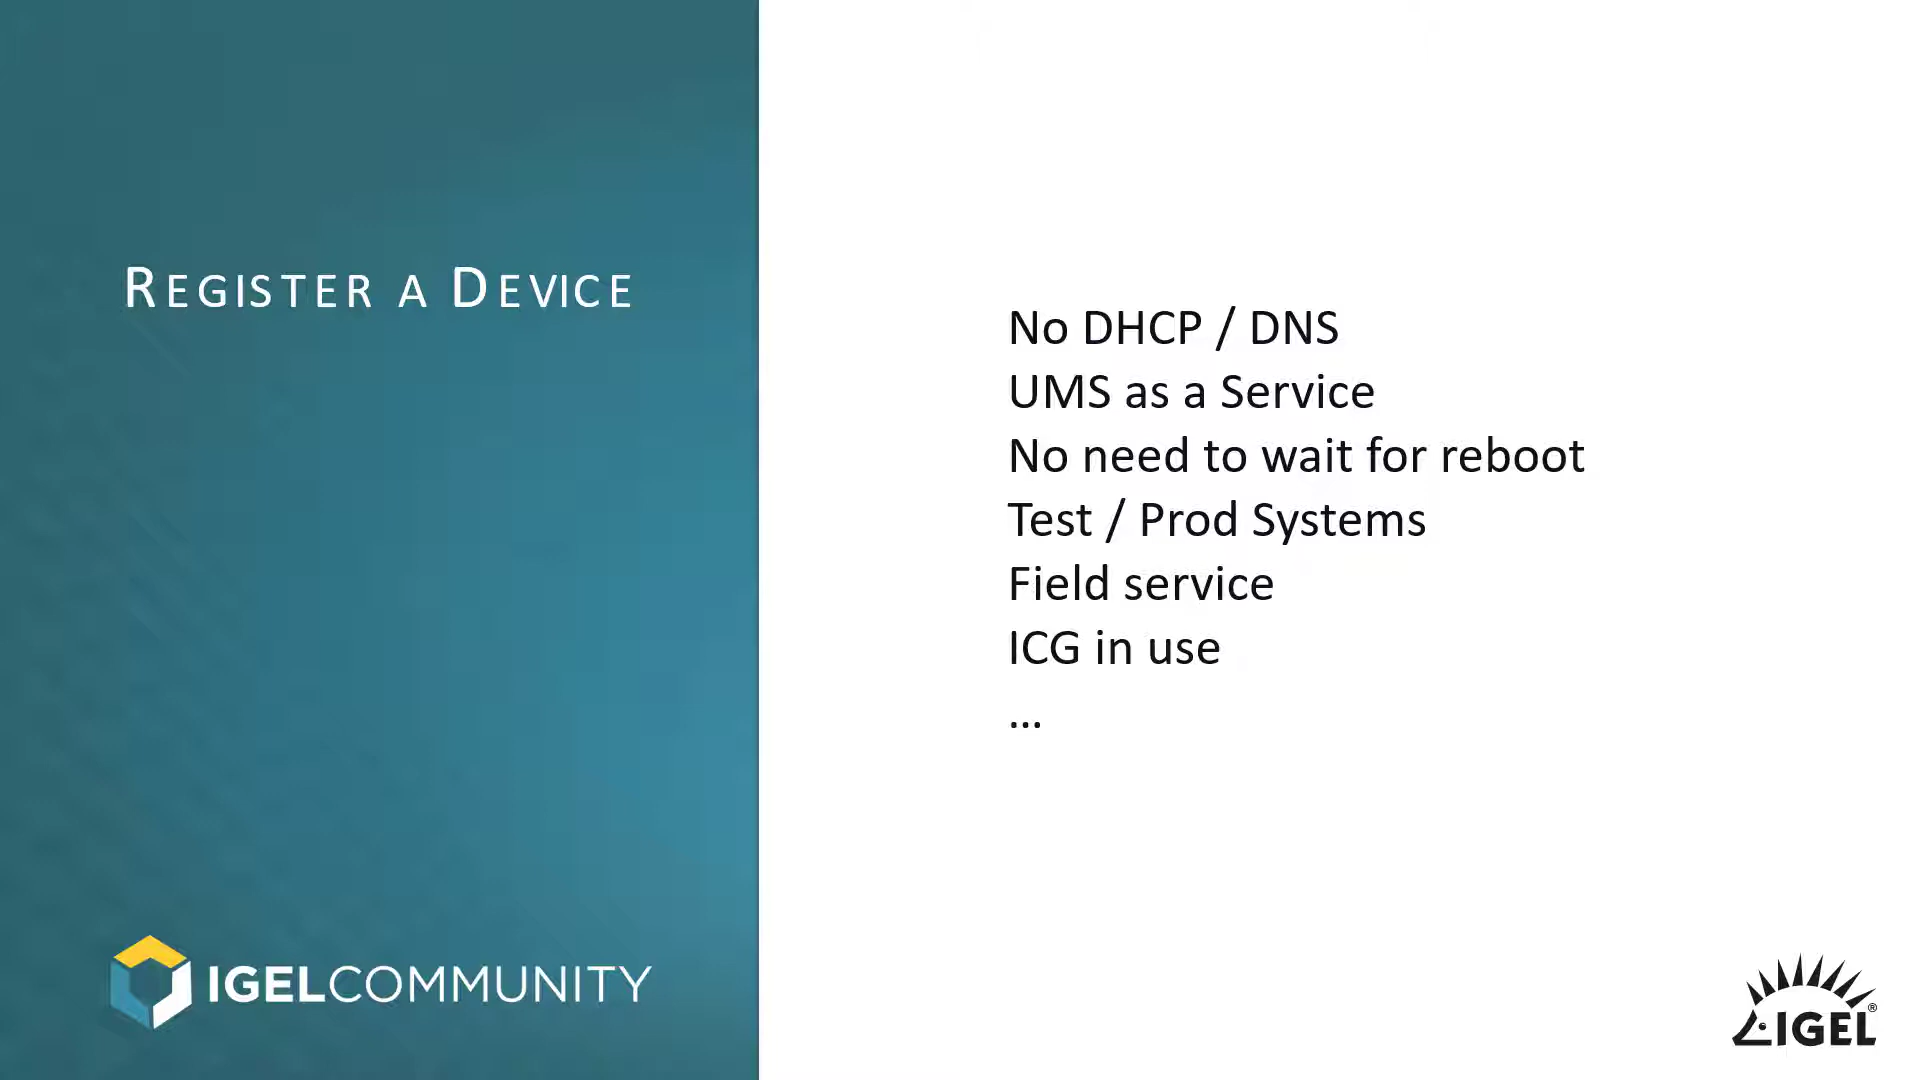 REGISTER A DEVICE
No DHCP / DNS
UMS as a Service
No need to wait for reboot
Test / Prod Systems
Field service
ICG in use
...
IGELCOMMUNITY
IGEL®